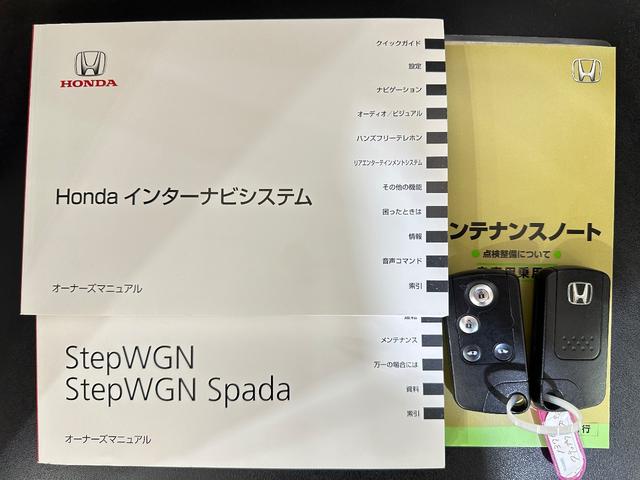 HONDA
Honda インターナビシステム
オーナーズマニュアル
クイックガイド
設定
ナビゲーション
オーディオ/ビジュアル
ハンズフリーテレホン
リアエンターテインメントシステム
その他の機能
困ったときは
情報
音声コマンド
索引
StepWGN
StepWGN Spada
オーナーズマニュアル
メンテナンス
万一の場合には
資料
索引
ンテナンスノート
点検整備について
行